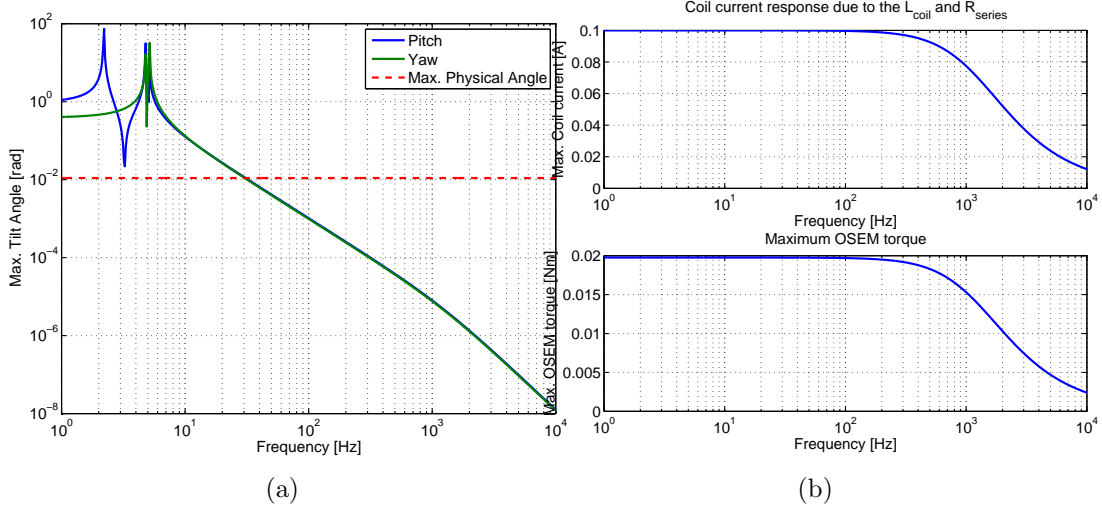 10^2
10^0
10^-2
10^-4
10^-6
10^-8
Max. Tilt Angle [rad]
Pitch
Yaw
Max. Physical Angle
10^0 10^1 10^2 10^3 10^4
Frequency [Hz]
(a)
Coil current response due to the L_coil and R_series
0.1
0.08
0.06
0.04
0.02
0
Max. Coil current [A]
10^0 10^1 10^2 10^3 10^4
Frequency [Hz]
Maximum OSEM torque
0.02
0.015
0.01
0.005
0
Max. OSEM torque [Nm]
10^0 10^1 10^2 10^3 10^4
Frequency [Hz]
(b)